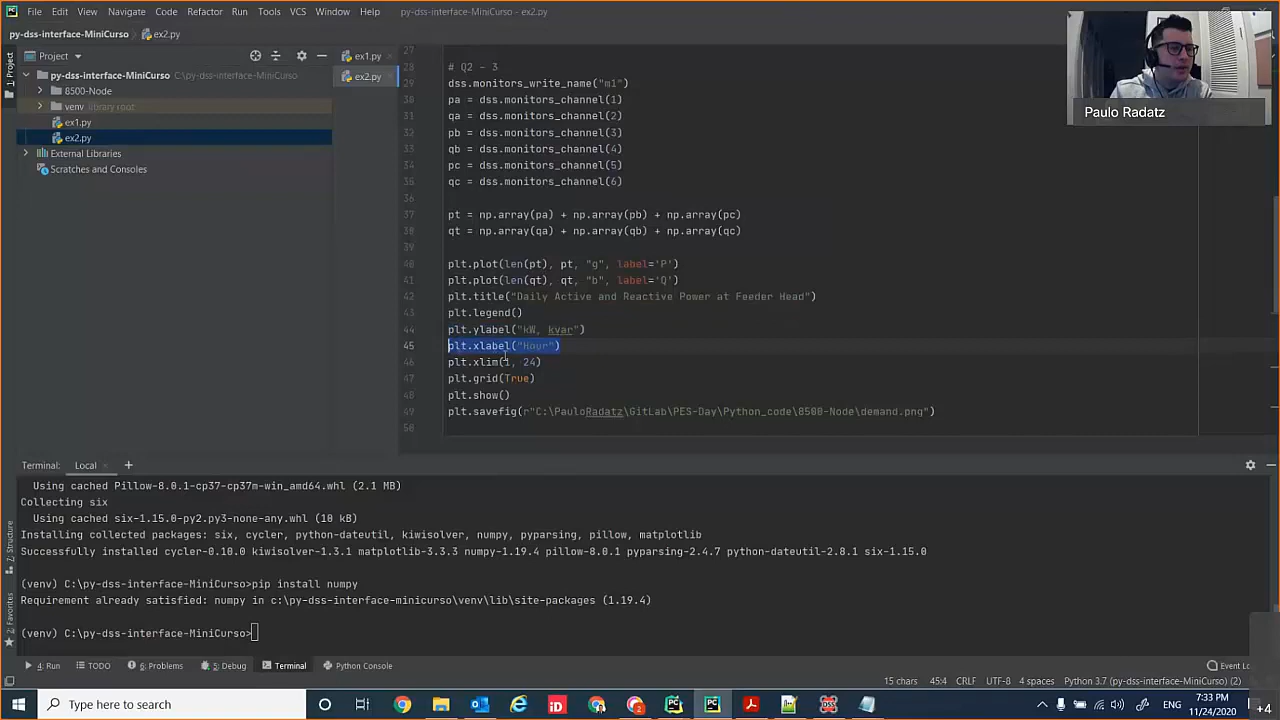 File Edit View Navigate Code Refactor Run Tools VCS Window Help py-dss-interface-MiniCurso - ex2.py
py-dss-interface-MiniCurso ex2.py
Project
ex1.py
ex2.py
py-dss-interface-MiniCurso C:\py-dss-interface-MiniCurso
8500-Node
venv library root
ex1.py
ex2.py
External Libraries
Scratches and Consoles
1: Project
27
28 # Q2 - 3
29 dss.monitors_write_name("m1")
30 pa = dss.monitors_channel(1)
31 qa = dss.monitors_channel(2)
32 pb = dss.monitors_channel(3)
33 qb = dss.monitors_channel(4)
34 pc = dss.monitors_channel(5)
35 qc = dss.monitors_channel(6)
36
37 pt = np.array(pa) + np.array(pb) + np.array(pc)
38 qt = np.array(qa) + np.array(qb) + np.array(qc)
39
40 plt.plot(len(pt), pt, "g", label='P')
41 plt.plot(len(qt), qt, "b", label='Q')
42 plt.title("Daily Active and Reactive Power at Feeder Head")
43 plt.legend()
44 plt.ylabel("kW, kvar")
45 plt.xlabel("Hour")
46 plt.xlim(1, 24)
47 plt.grid(True)
48 plt.show()
49 plt.savefig(r"C:\PauloRadatz\GitLab\PES-Day\Python_code\8500-Node\demand.png")
50
Paulo Radatz
Terminal: Local +
Using cached Pillow-8.0.1-cp37-cp37m-win_amd64.whl (2.1 MB)
Collecting six
Using cached six-1.15.0-py2.py3-none-any.whl (10 kB)
Installing collected packages: six, cycler, python-dateutil, kiwisolver, numpy, pyparsing, pillow, matplotlib
Successfully installed cycler-0.10.0 kiwisolver-1.3.1 matplotlib-3.3.3 numpy-1.19.4 pillow-8.0.1 pyparsing-2.4.7 python-dateutil-2.8.1 six-1.15.0
(venv) C:\py-dss-interface-MiniCurso>pip install numpy
Requirement already satisfied: numpy in c:\py-dss-interface-minicurso\venv\lib\site-packages (1.19.4)
(venv) C:\py-dss-interface-MiniCurso>
Z: Structure
2: Favorites
4: Run TODO 6: Problems 5: Debug Terminal Python Console Event Lo
15 chars 45:4 CRLF UTF-8 4 spaces Python 3.7 (py-dss-interface-MiniCurso) (2)
Type here to search
ENG
7:33 PM
11/24/2020
+4